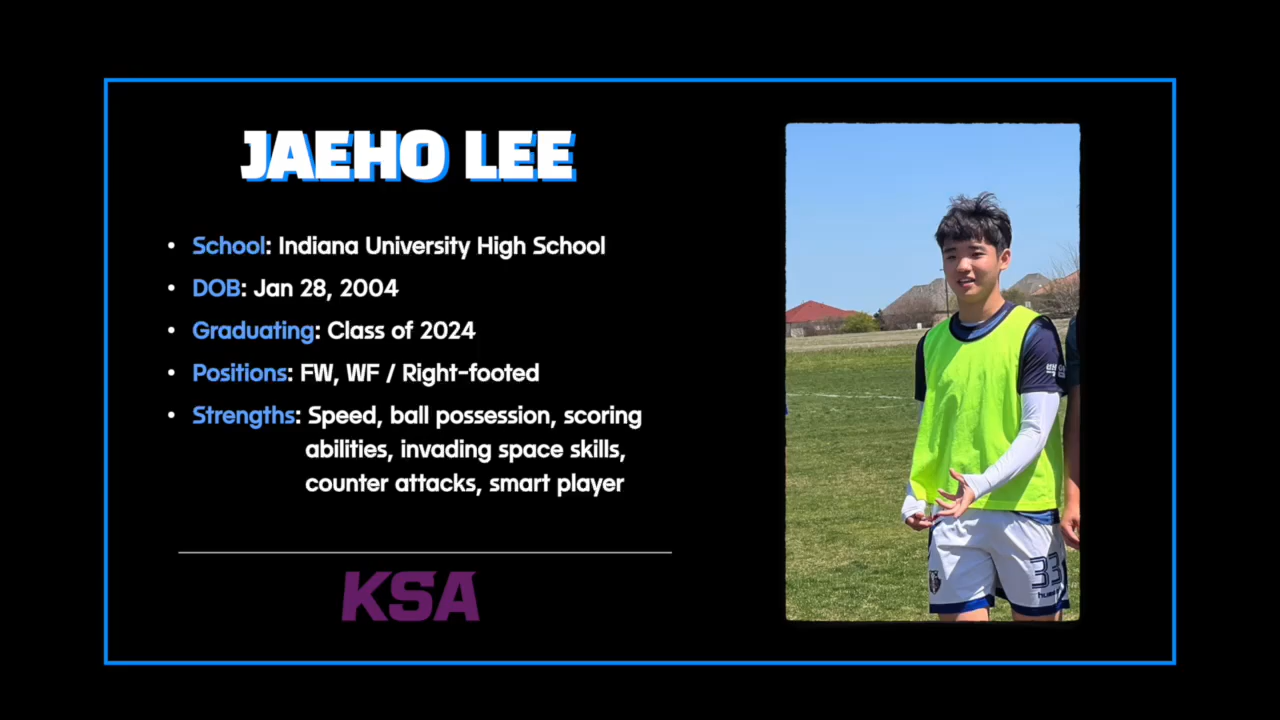 JAEHO LEE
• School: Indiana University High School
• DOB: Jan 28, 2004
• Graduating: Class of 2024
• Positions: FW, WF / Right-footed
• Strengths: Speed, ball possession, scoring
abilities, invading space skills,
counter attacks, smart player
KSA
33